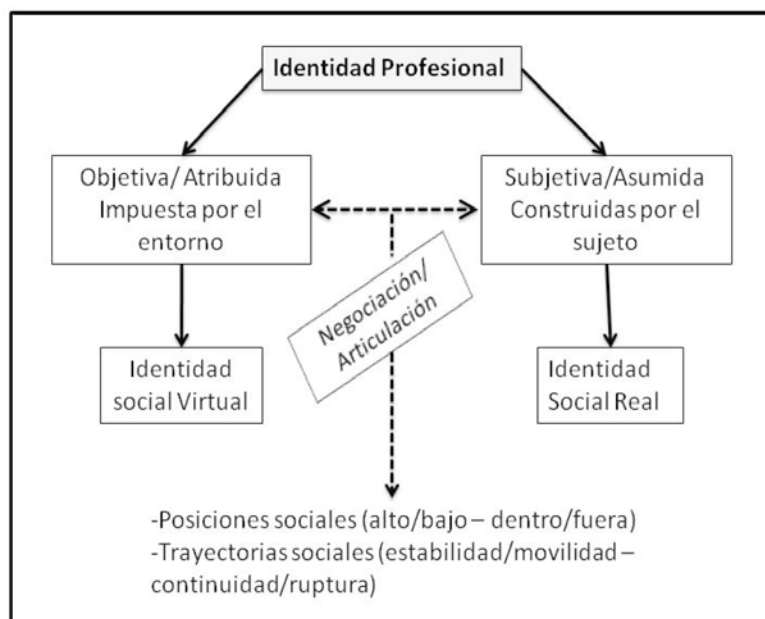 Identidad Profesional
Objetiva/ Atribuida
Impuesta por el
entorno
Subjetiva/Asumida
Construidas por el
sujeto
Negociación/
Articulación
Identidad
social Virtual
Identidad
Social Real
-Posiciones sociales (alto/bajo – dentro/fuera)
-Trayectorias sociales (estabilidad/movilidad –
continuidad/ruptura)